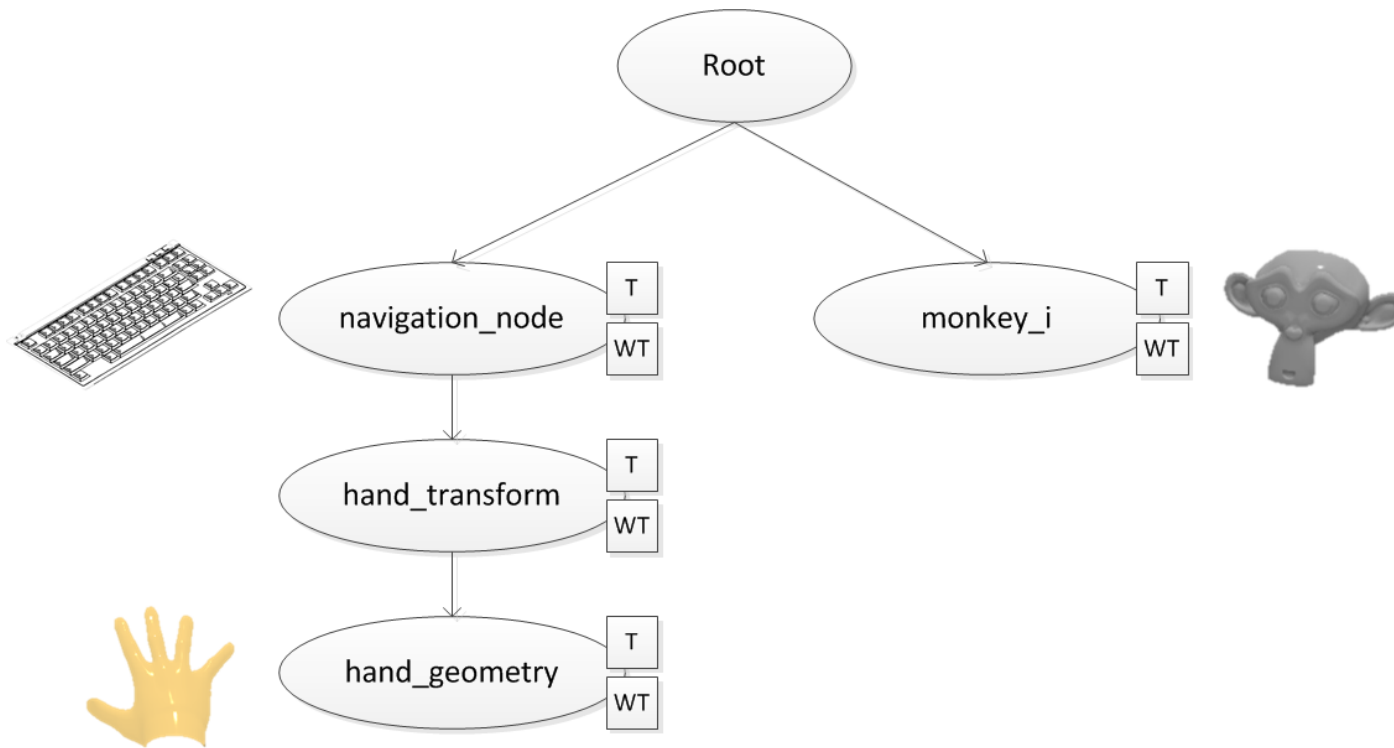 Root
navigation_node
T
WT
monkey_i
T
WT
hand_transform
T
WT
hand_geometry
T
WT